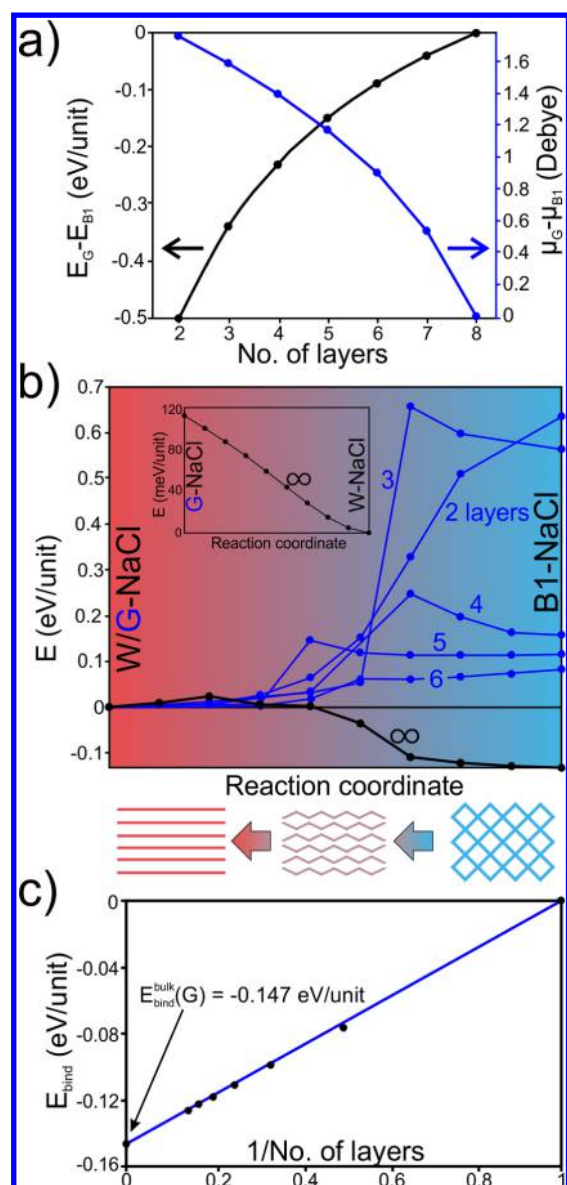 a)
0
-0.1
-0.2
-0.3
-0.4
-0.5
E_G-E_B1 (eV/unit)
1.6
1.4
1.2
1
0.8
0.6
0.4
0.2
0
μ_G-μ_B1 (Debye)
2 3 4 5 6 7 8
No. of layers
b)
0.7
0.6
0.5
0.4
0.3
0.2
0.1
0
-0.1
E (eV/unit)
120
80
40
0
E (meV/unit)
G-NaCl
∞
W-NaCl
Reaction coordinate
W/G-NaCl
3
2 layers
4
5
6
∞
B1-NaCl
Reaction coordinate
c)
0
-0.04
-0.08
-0.12
-0.16
E_bind (eV/unit)
E^bulk_bind(G) = -0.147 eV/unit
1/No. of layers
0 0.2 0.4 0.6 0.8 1